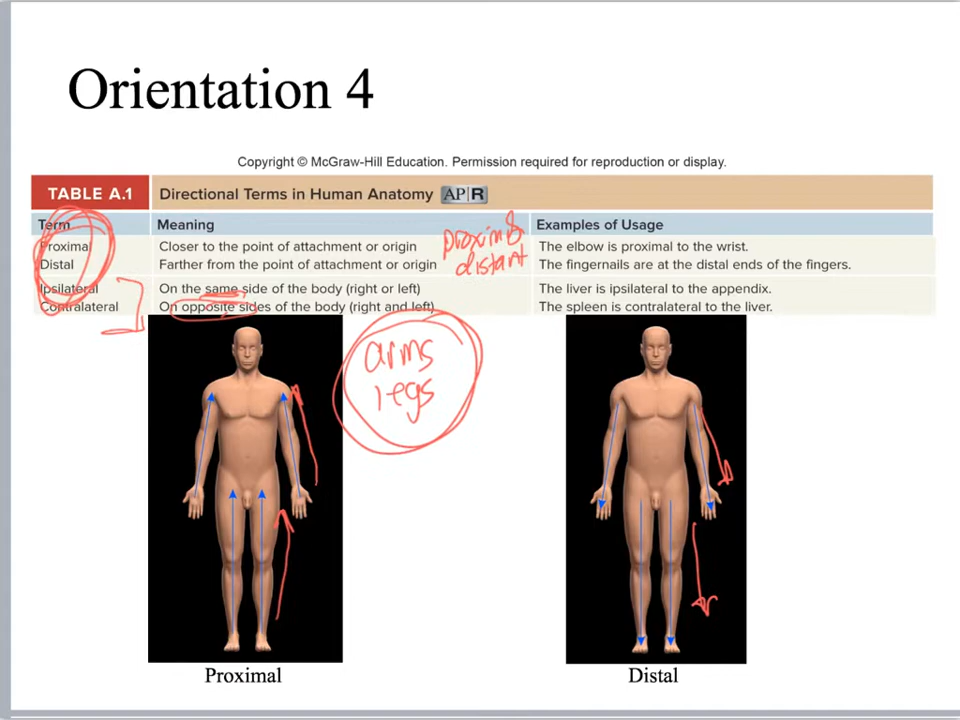 Orientation 4
Copyright © McGraw-Hill Education. Permission required for reproduction or display.
TABLE A.1 Directional Terms in Human Anatomy AP|R
Term Meaning Examples of Usage
Proximal Closer to the point of attachment or origin The elbow is proximal to the wrist.
Distal Farther from the point of attachment or origin The fingernails are at the distal ends of the fingers.
Ipsilateral On the same side of the body (right or left) The liver is ipsilateral to the appendix.
Contralateral On opposite sides of the body (right and left) The spleen is contralateral to the liver.
distant
arms
legs
Proximal Distal